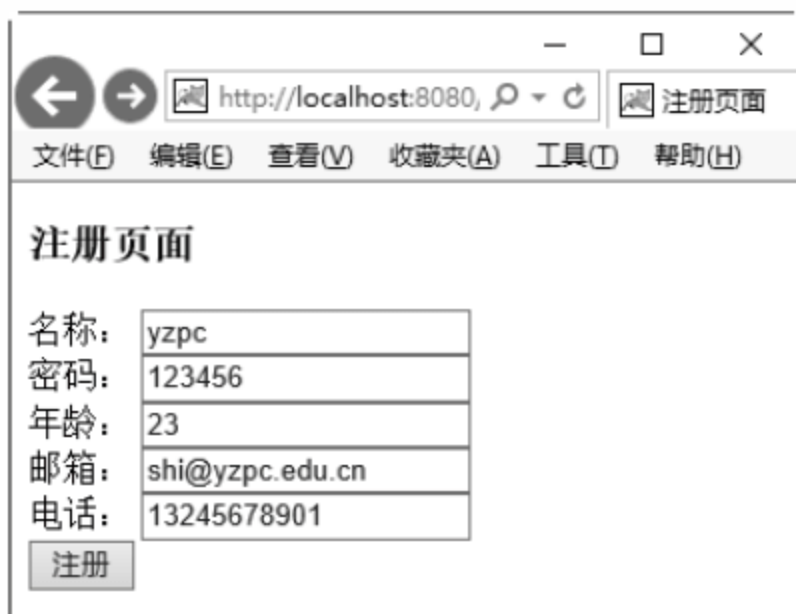 http://localhost:8080/ 注册页面
文件(F) 编辑(E) 查看(V) 收藏夹(A) 工具(T) 帮助(H)
注册页面
名称: yzpc
密码: 123456
年龄: 23
邮箱: shi@yzpc.edu.cn
电话: 13245678901
注册